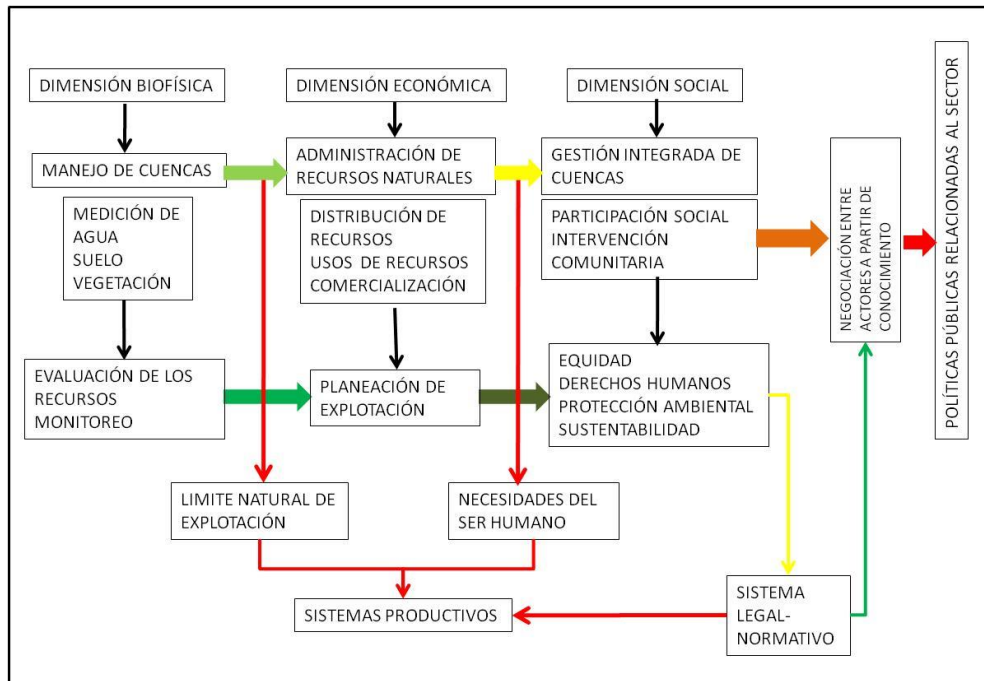 DIMENSIÓN BIOFÍSICA
DIMENSIÓN ECONÓMICA
DIMENSIÓN SOCIAL
MANEJO DE CUENCAS
ADMINISTRACIÓN DE
RECURSOS NATURALES
GESTIÓN INTEGRADA DE
CUENCAS
MEDICIÓN DE
AGUA
SUELO
VEGETACIÓN
DISTRIBUCIÓN DE
RECURSOS
USOS DE RECURSOS
COMERCIALIZACIÓN
PARTICIPACIÓN SOCIAL
INTERVENCIÓN
COMUNITARIA
NEGOCIACIÓN ENTRE
ACTORES A PARTIR DE
CONOCIMIENTO
POLÍTICAS PÚBLICAS RELACIONADAS AL SECTOR
EVALUACIÓN DE LOS
RECURSOS
MONITOREO
PLANEACIÓN DE
EXPLOTACIÓN
EQUIDAD
DERECHOS HUMANOS
PROTECCIÓN AMBIENTAL
SUSTENTABILIDAD
LIMITE NATURAL DE
EXPLOTACIÓN
NECESIDADES DEL
SER HUMANO
SISTEMAS PRODUCTIVOS
SISTEMA
LEGAL-
NORMATIVO